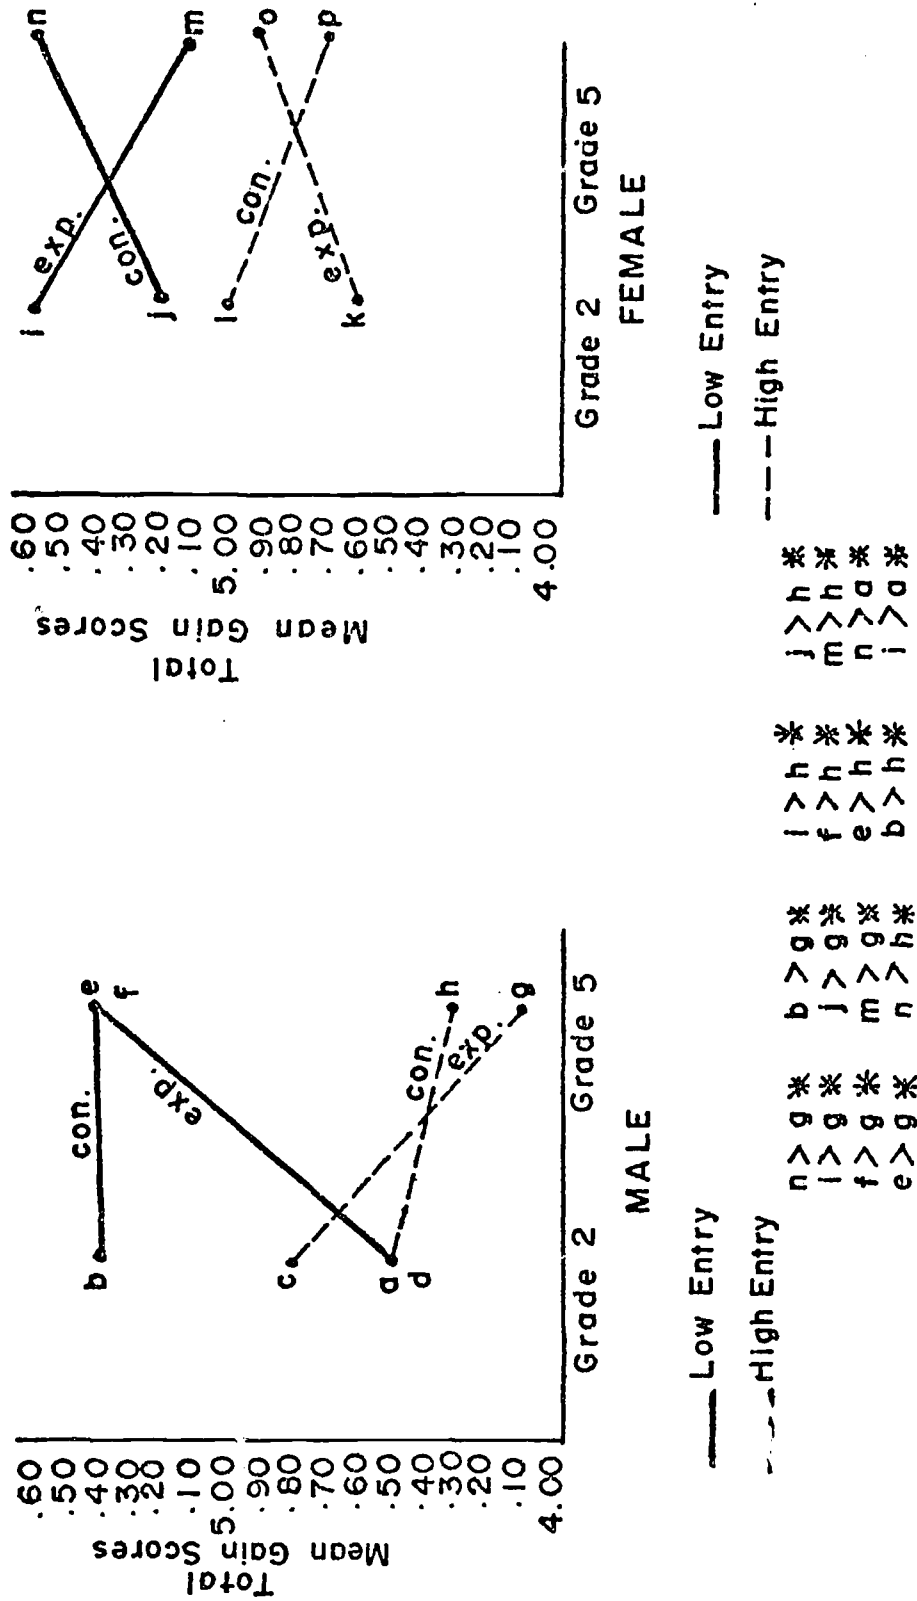 Total
Mean Gain Scores
.60
.50
.40
.30
.20
.10
5.00
.90
.80
.70
.60
.50
.40
.30
.20
.10
4.00
b
con.
e
f
exp.
c
a
d
con.
h
exp.
g
Grade 2 Grade 5
MALE
Low Entry
High Entry
Total
Mean Gain Scores
.60
.50
.40
.30
.20
.10
5.00
.90
.80
.70
.60
.50
.40
.30
.20
.10
4.00
i
exp.
n
j
con.
m
l
con.
o
k
exp.
p
Grade 2 Grade 5
FEMALE
Low Entry
High Entry
n>g* b>g* i>h* j>h*
i>g* j>g* f>h* m>h*
f>g* m>g* e>h* n>a*
e>g* n>h* b>h* i>a*